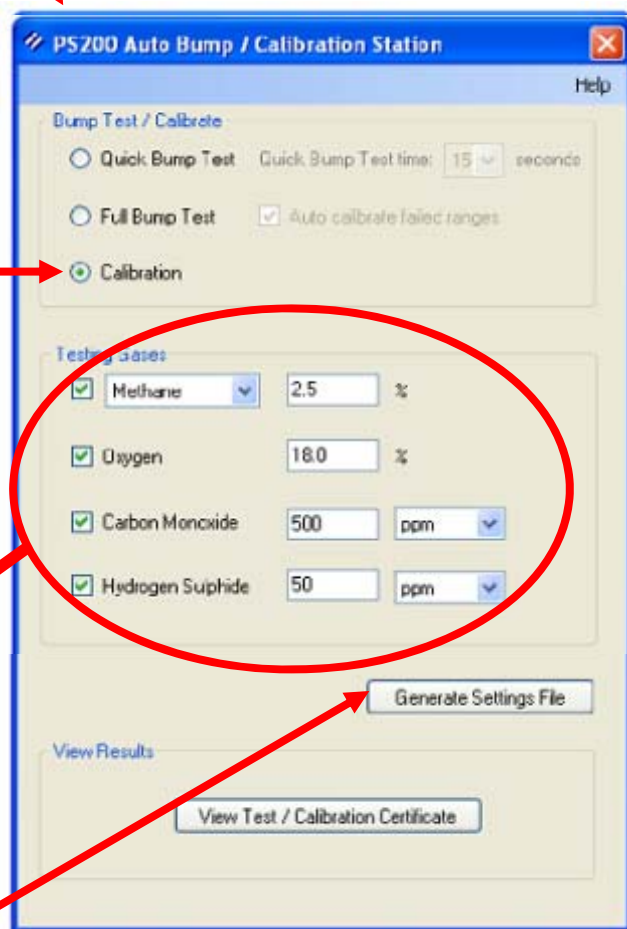 PS200 Auto Bump / Calibration Station
Help
Bump Test / Calibrate
Quick Bump Test Quick Bump Test time: 15 seconds
Full Bump Test Auto calibrate failed ranges
Calibration
Testing Gases
Methane 2.5 %
Oxygen 18.0 %
Carbon Monoxide 500 ppm
Hydrogen Sulphide 50 ppm
Generate Settings File
View Results
View Test / Calibration Certificate